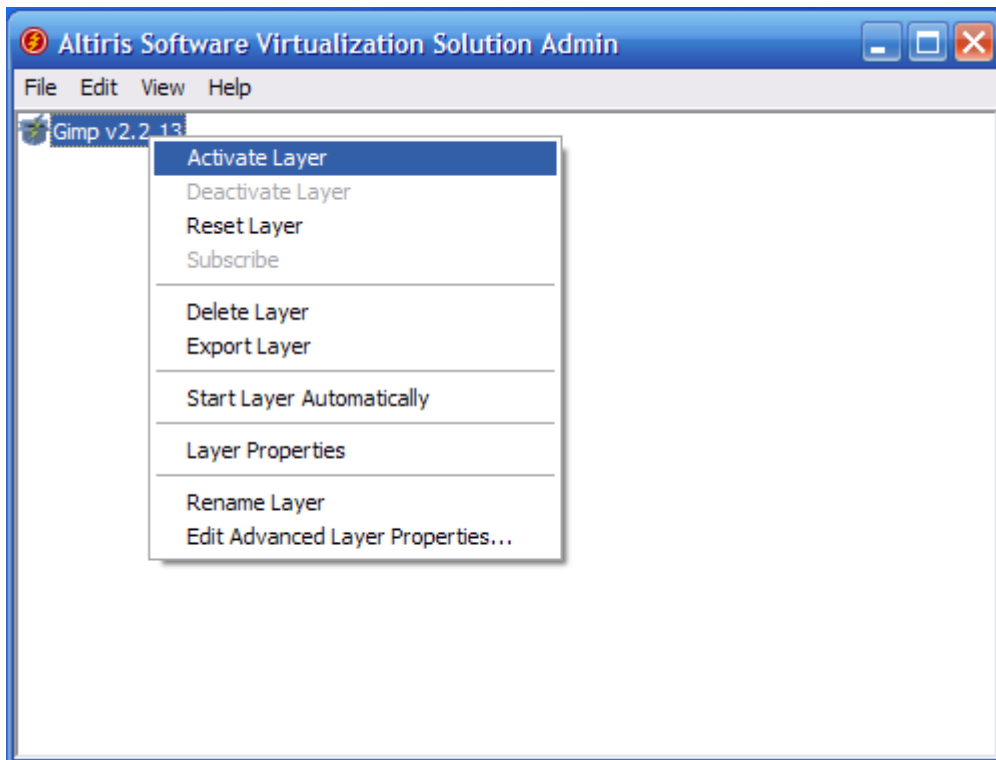 Altiris Software Virtualization Solution Admin
File Edit View Help
Gimp v2.2.13
Activate Layer
Deactivate Layer
Reset Layer
Subscribe
Delete Layer
Export Layer
Start Layer Automatically
Layer Properties
Rename Layer
Edit Advanced Layer Properties...